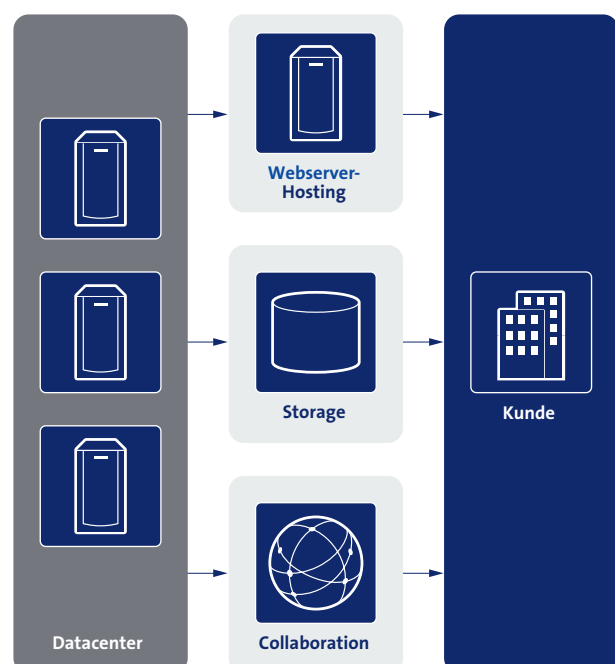 Webserver-
Hosting
Storage
Kunde
Datacenter
Collaboration